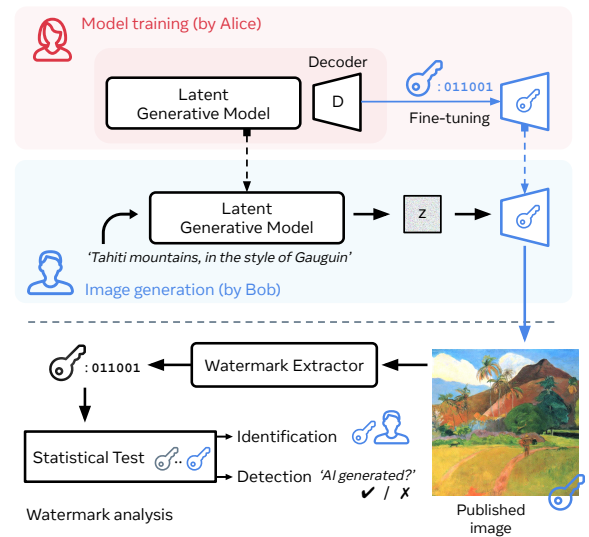 Model training (by Alice)
Decoder
Latent
Generative Model
D
: 011001
Fine-tuning
Latent
Generative Model
z
'Tahiti mountains, in the style of Gauguin'
Image generation (by Bob)
: 011001
Watermark Extractor
Statistical Test
..
Identification
Detection
'AI generated?'
✔ / ✗
Watermark analysis
Published
image